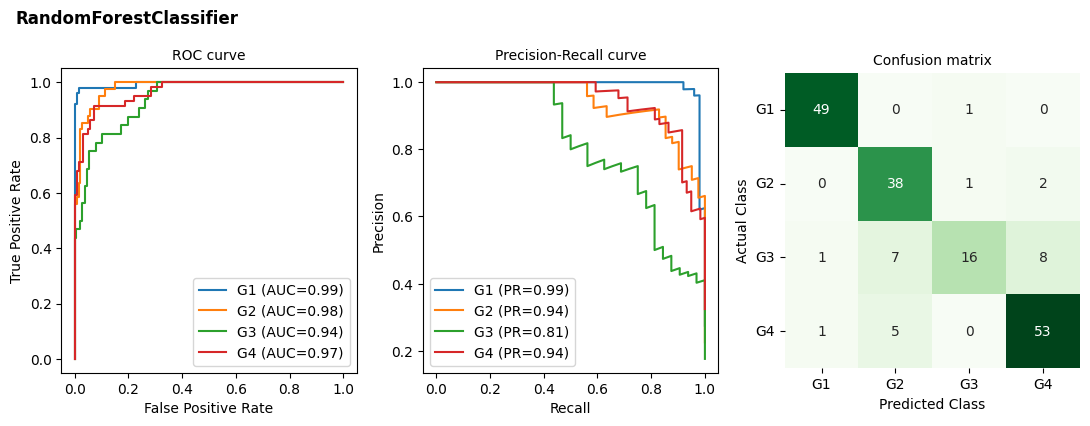 RandomForestClassifier
ROC curve
True Positive Rate
1.0
0.8
0.6
0.4
0.2
0.0
G1 (AUC=0.99)
G2 (AUC=0.98)
G3 (AUC=0.94)
G4 (AUC=0.97)
0.0 0.2 0.4 0.6 0.8 1.0
False Positive Rate
Precision-Recall curve
Precision
1.0
0.8
0.6
0.4
0.2
G1 (PR=0.99)
G2 (PR=0.94)
G3 (PR=0.81)
G4 (PR=0.94)
0.0 0.2 0.4 0.6 0.8 1.0
Recall
Confusion matrix
Actual Class
G1 49 0 1 0
G2 0 38 1 2
G3 1 7 16 8
G4 1 5 0 53
G1 G2 G3 G4
Predicted Class